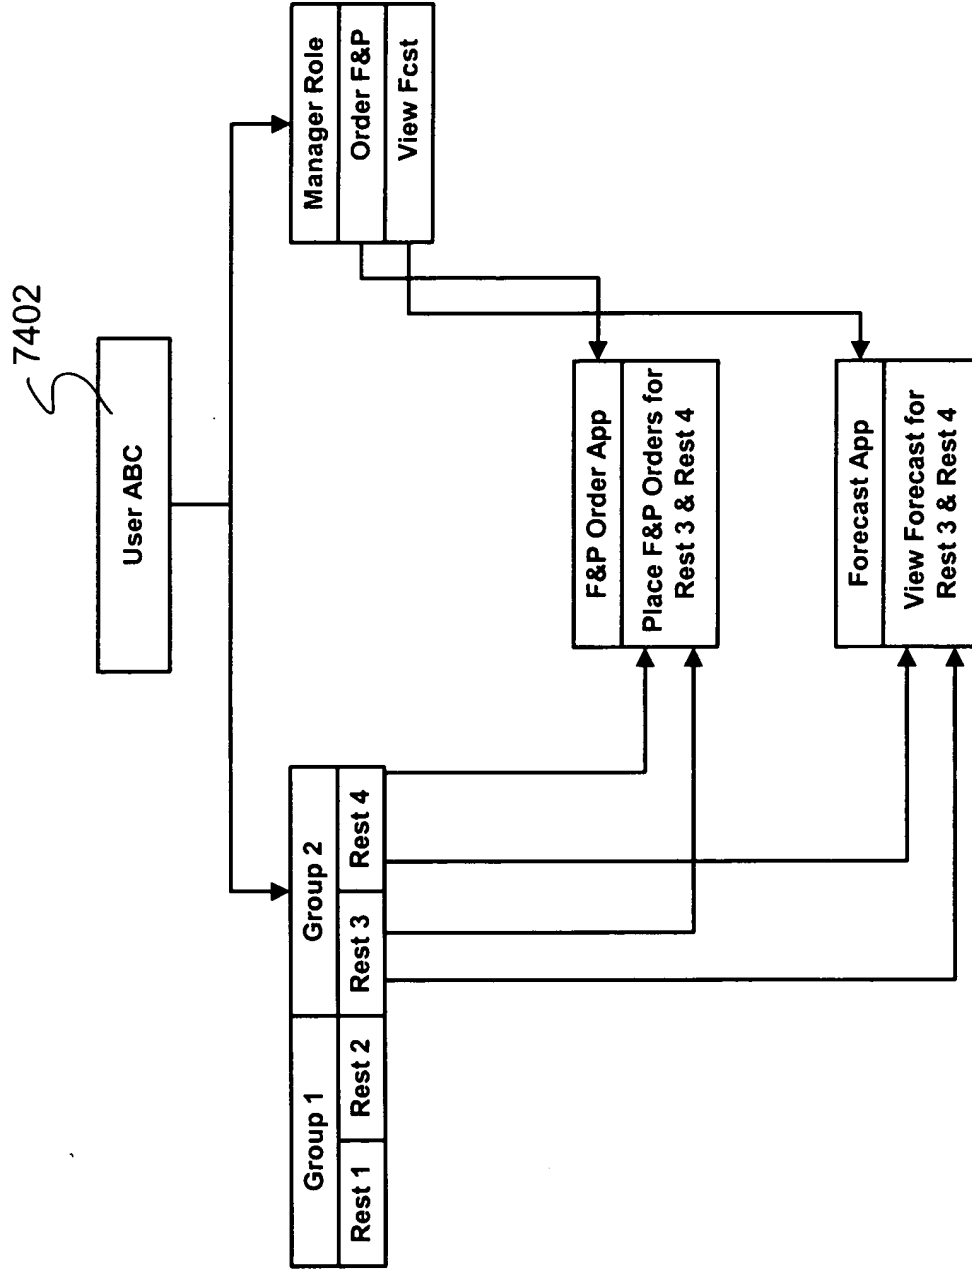 7402
User ABC
Group 1
Group 2
Rest 1
Rest 2
Rest 3
Rest 4
Manager Role
Order F&P
View Fcst
F&P Order App
Place F&P Orders for
Rest 3 & Rest 4
Forecast App
View Forecast for
Rest 3 & Rest 4